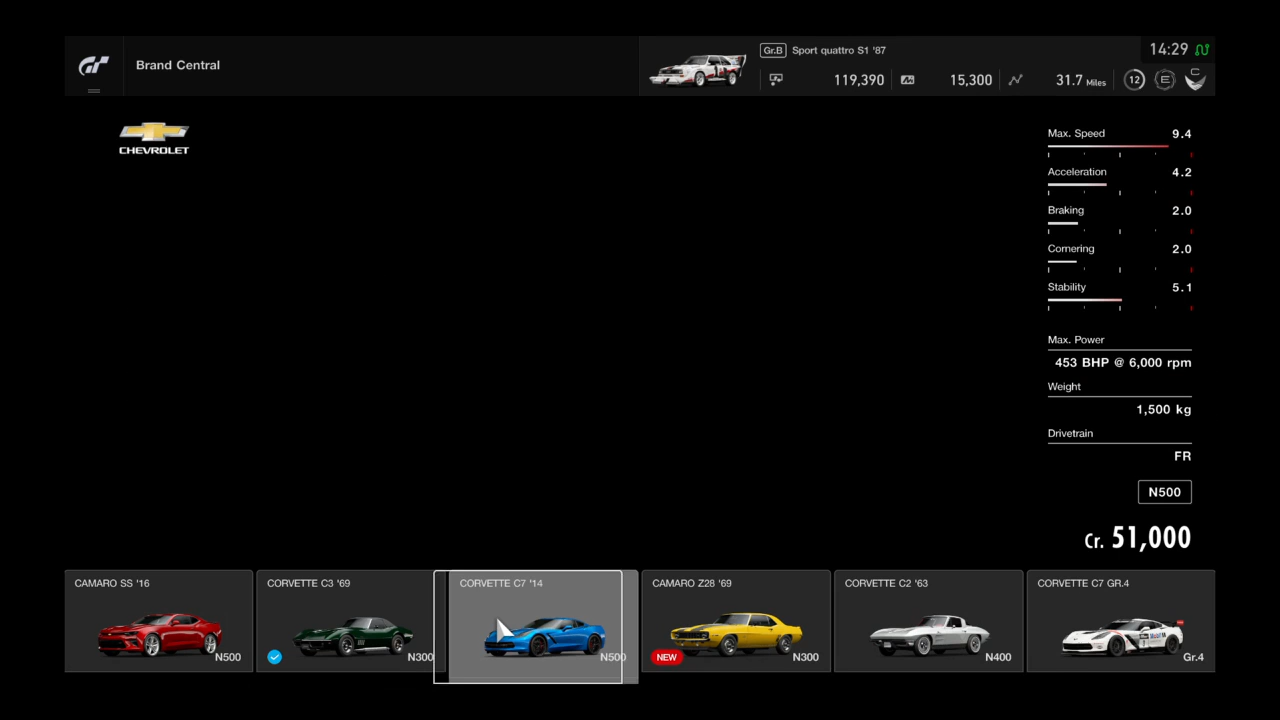 Brand Central
Gr.B Sport quattro S1 '87
14:29
119,390
15,300
31.7 Miles
12
E
C
CHEVROLET
Max. Speed 9.4
Acceleration 4.2
Braking 2.0
Cornering 2.0
Stability 5.1
Max. Power
453 BHP @ 6,000 rpm
Weight
1,500 kg
Drivetrain
FR
N500
Cr. 51,000
CAMARO SS '16
N500
CORVETTE C3 '69
N300
CORVETTE C7 '14
N500
CAMARO Z28 '69
NEW
N300
CORVETTE C2 '63
N400
CORVETTE C7 GR.4
Gr.4